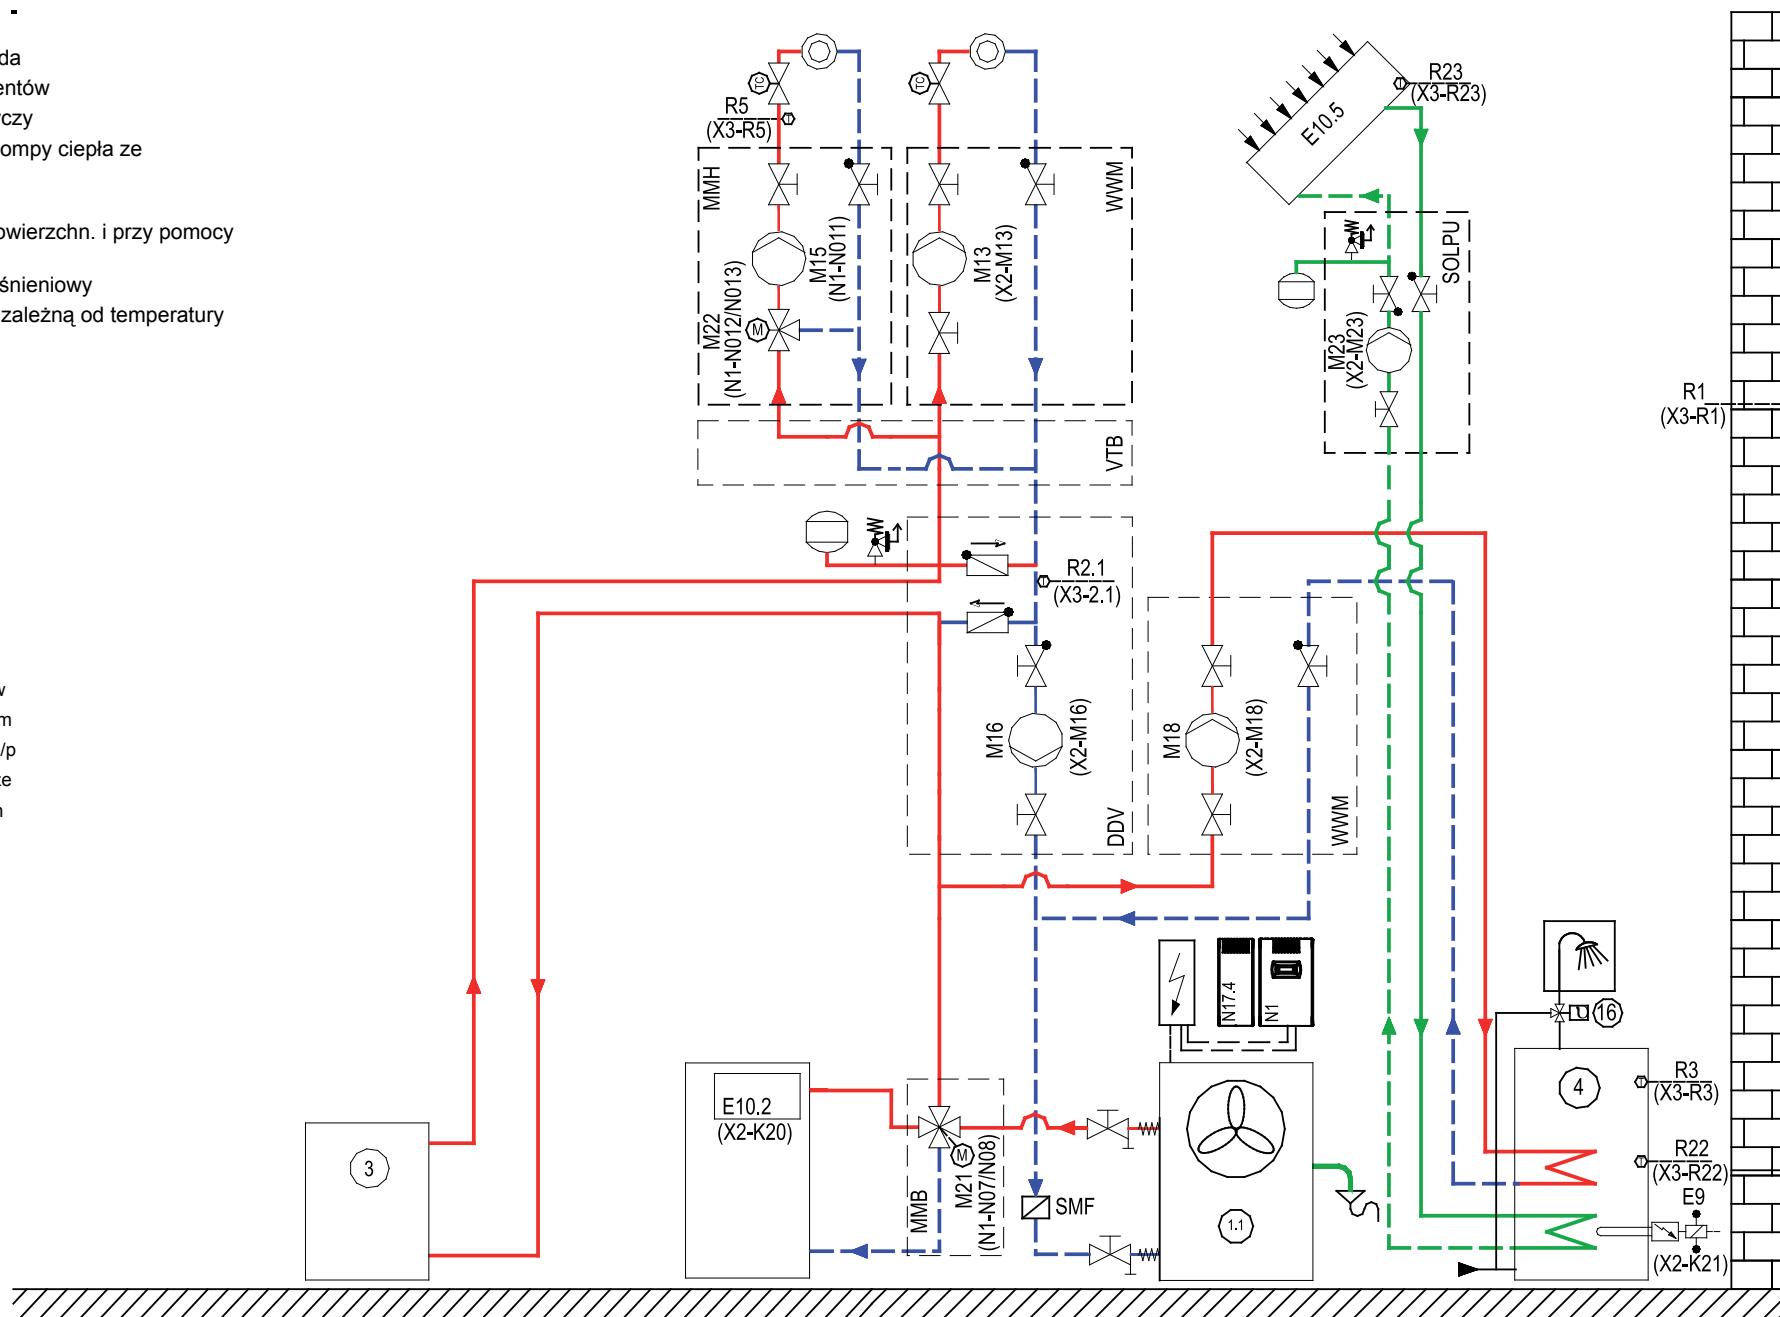 -
da
entów
czy
ompy ciepła ze
owierzchn. i przy pomocy
śnieniowy
zależną od temperatury
w
m
/p
te
n
TC
TC
R5
(X3-R5)
MMH
M15
(N1-N011)
M22
(N1-N012/N013)
M
WWM
M13
(X2-M13)
VTB
R23
(X3-R23)
E10.5
SOLPU
M23
(X2-M23)
R1
(X3-R1)
R2.1
(X3-2.1)
M16
(X2-M16)
DDV
M18
(X2-M18)
WWM
N17.4
N1
16
4
R3
(X3-R3)
R22
(X3-R22)
E9
(X2-K21)
3
E10.2
(X2-K20)
MMB
M21
(N1-N07/N08)
M
SMF
1.1